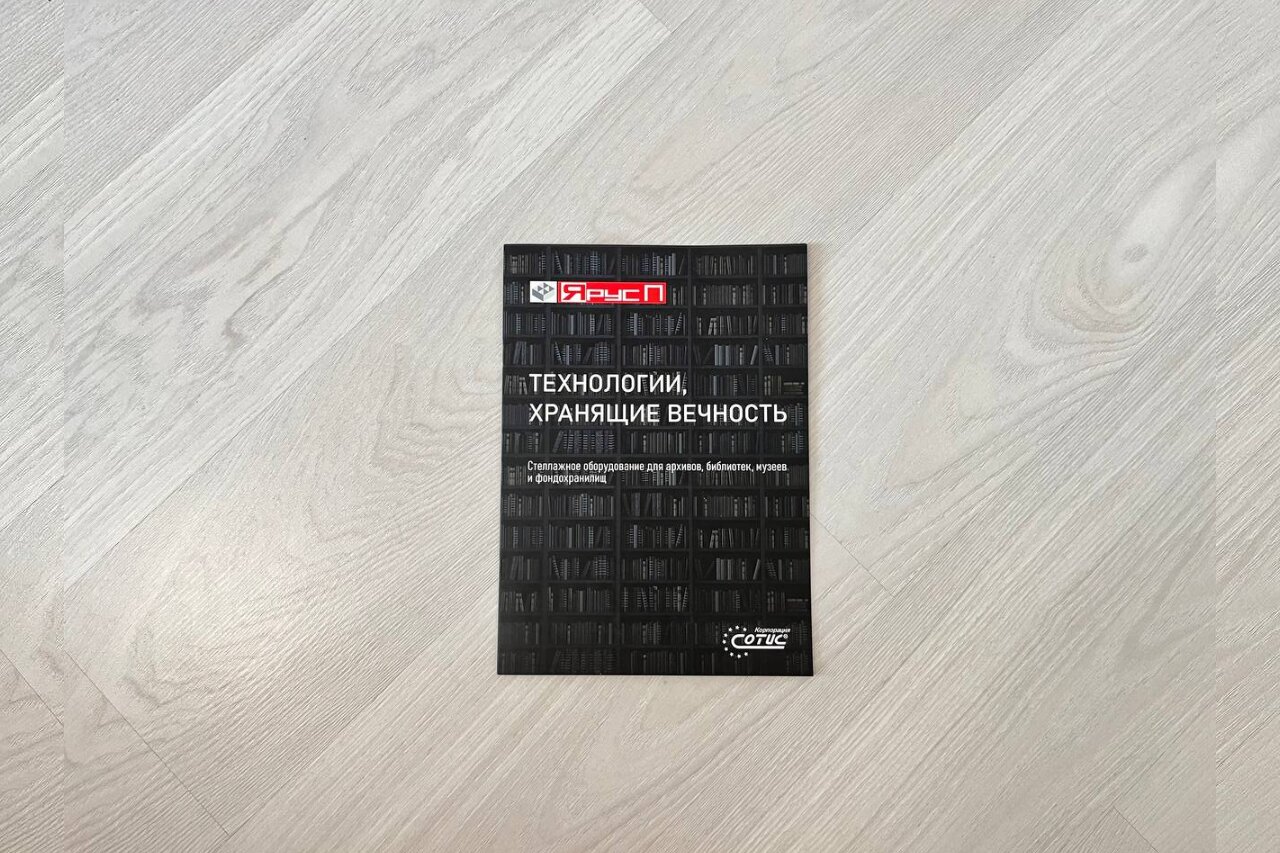 Ярус П
ТЕХНОЛОГИИ,
ХРАНЯЩИЕ ВЕЧНОСТЬ
Стеллажное оборудование для архивов, библиотек, музеев
и фондохранилищ
Корпорация
СОТИС®